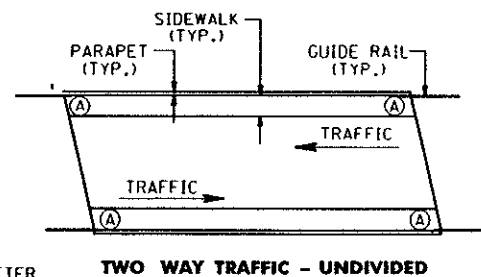 SIDEWALK
(TYP.)
PARAPET
(TYP.)
GUIDE RAIL
(TYP.)
A
A
TRAFFIC
TRAFFIC
A
A
TWO WAY TRAFFIC - UNDIVIDED